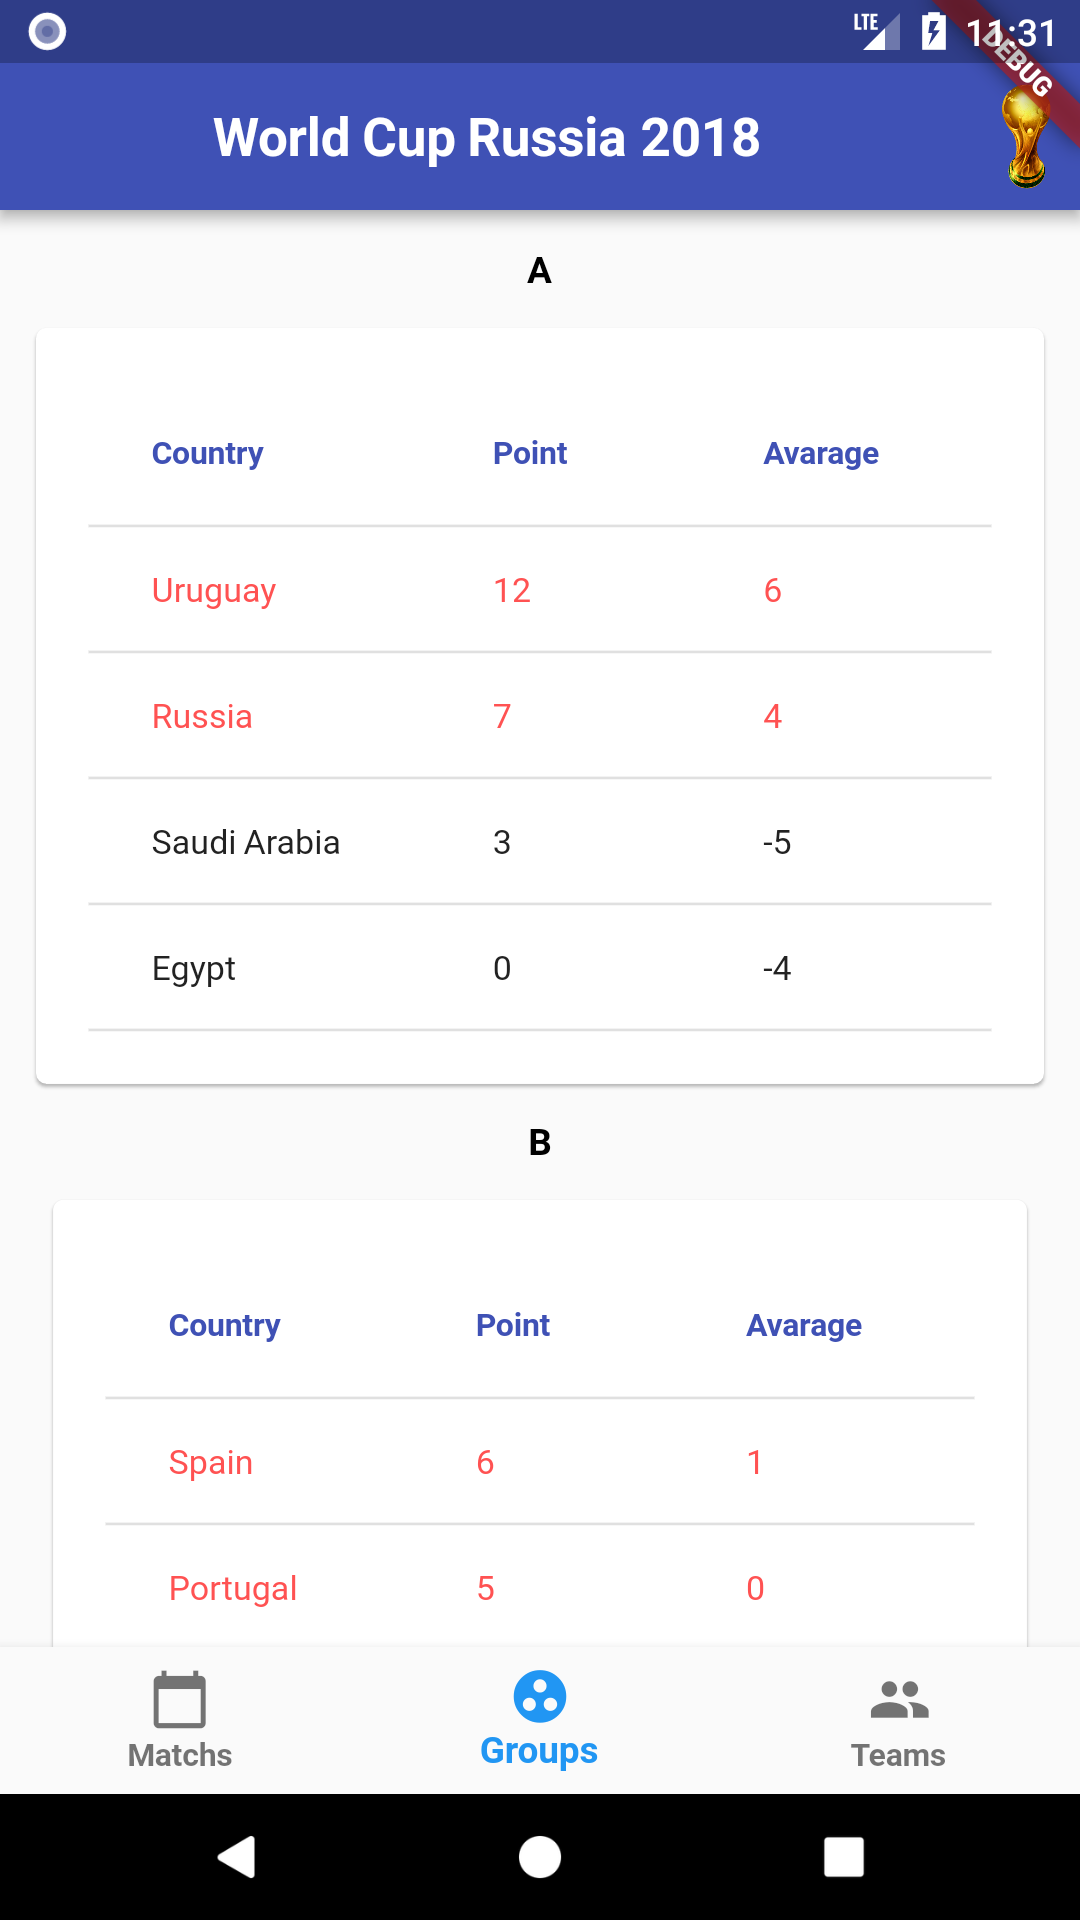 LTE 11:31
DEBUG
World Cup Russia 2018
A
Country Point Avarage
Uruguay 12 6
Russia 7 4
Saudi Arabia 3 -5
Egypt 0 -4
B
Country Point Avarage
Spain 6 1
Portugal 5 0
Matchs Groups Teams